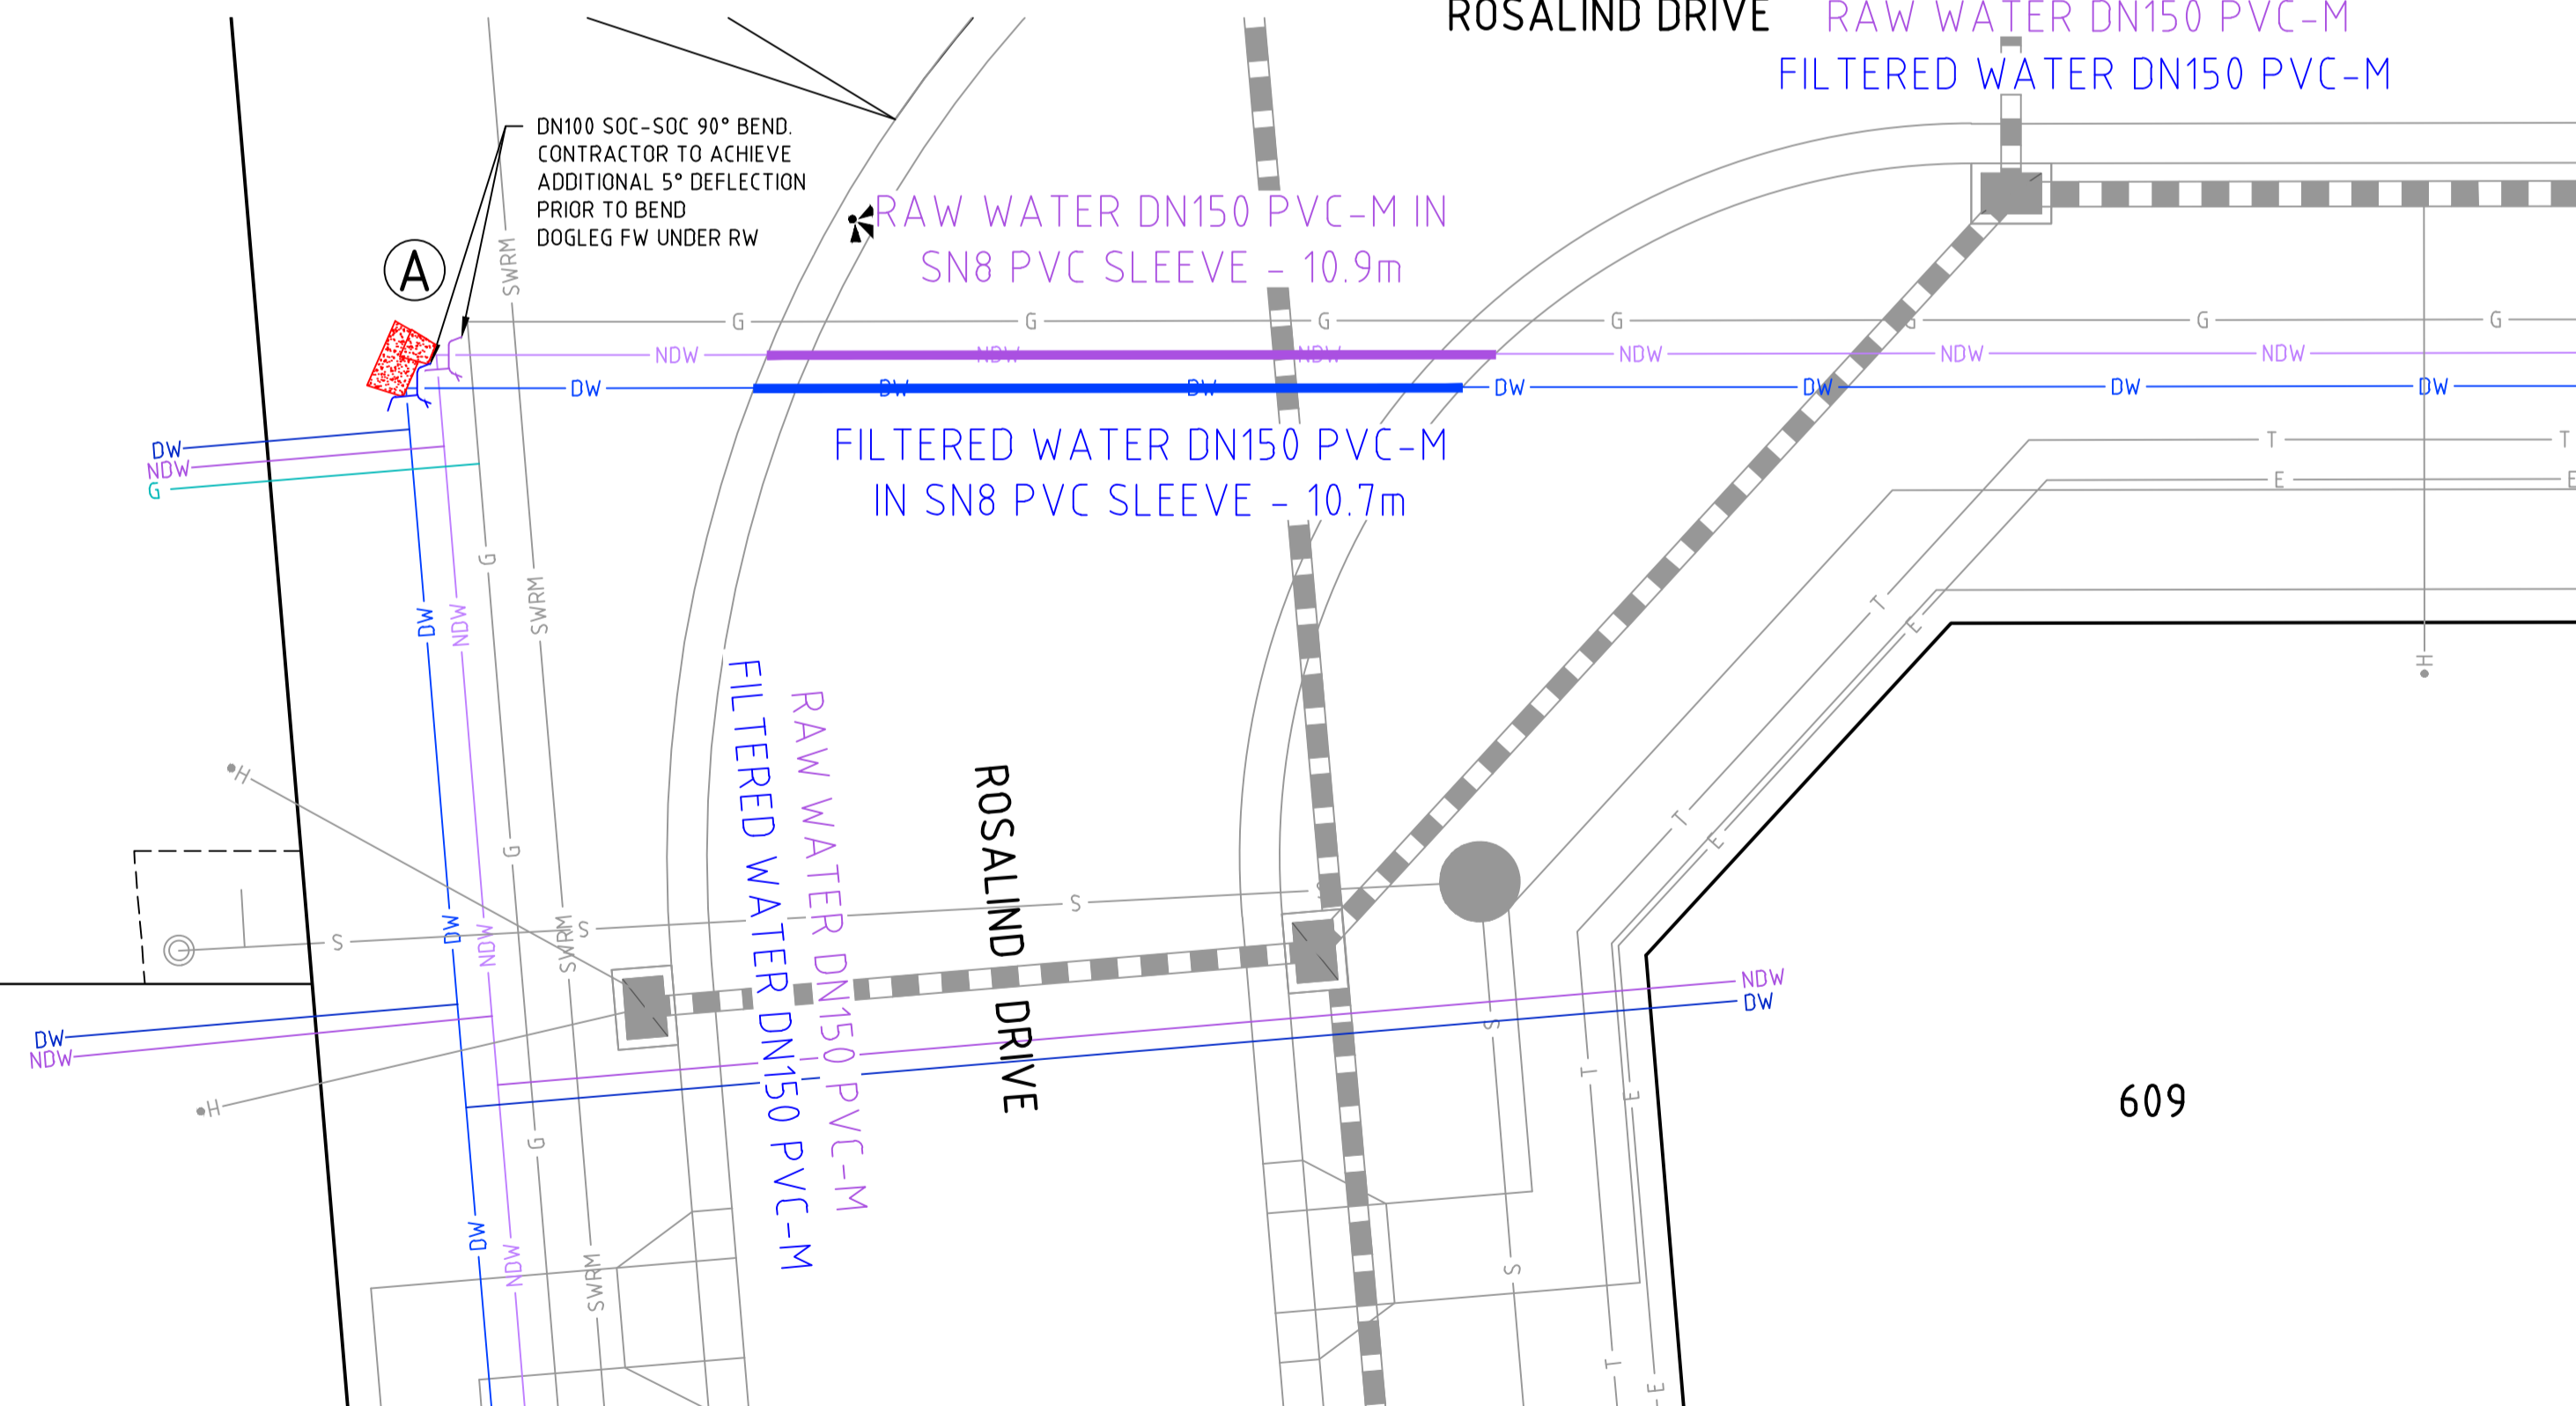 ROSALIND DRIVE
RAW WATER DN150 PVC-M
FILTERED WATER DN150 PVC-M
DN100 SOC-SOC 90° BEND.
CONTRACTOR TO ACHIEVE
ADDITIONAL 5° DEFLECTION
PRIOR TO BEND
DOGLEG FW UNDER RW
A
SWRM
RAW WATER DN150 PVC-M IN
SN8 PVC SLEEVE - 10.9m
G G G G G G G
NDW NDW NDW NDW NDW NDW
DW DW DW DW DW DW
FILTERED WATER DN150 PVC-M
IN SN8 PVC SLEEVE - 10.7m
DW
NDW
G
T T
E E
G
DW NDW SWRM
T
E
H
FILTERED WATER DN150 PVC-M
RAW WATER DN150 PVC-M
ROSALIND DRIVE
H
G
T
E
S S S S
DW NDW SWRM
NDW
DW
DW
NDW
H
S
T
E
609
G
DW NDW SWRM
S
T
E